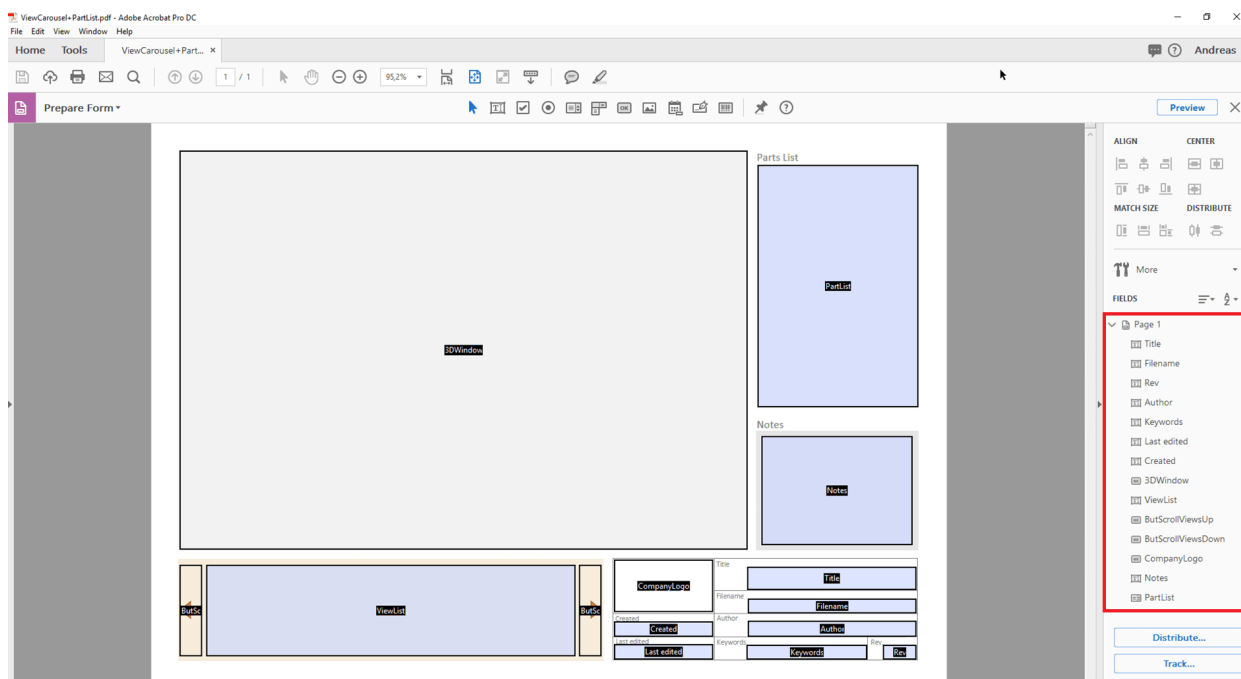 ViewCarousel+PartList.pdf - Adobe Acrobat Pro DC
File Edit View Window Help
Home Tools ViewCarousel+Part... × Andreas
1 / 1 95,2%
Prepare Form Preview
ALIGN CENTER
MATCH SIZE DISTRIBUTE
More
FIELDS
Page 1
Title
Filename
Rev
Author
Keywords
Last edited
Created
3DWindow
ViewList
ButScrollViewsUp
ButScrollViewsDown
CompanyLogo
Notes
PartList
Distribute...
Track...
Parts List
PartList
3DWindow
Notes
Notes
ButSc ViewList ButSc
CompanyLogo
Title Title
Filename Filename
Created Created
Author Author
Last edited Last edited
Keywords Keywords
Rev Rev